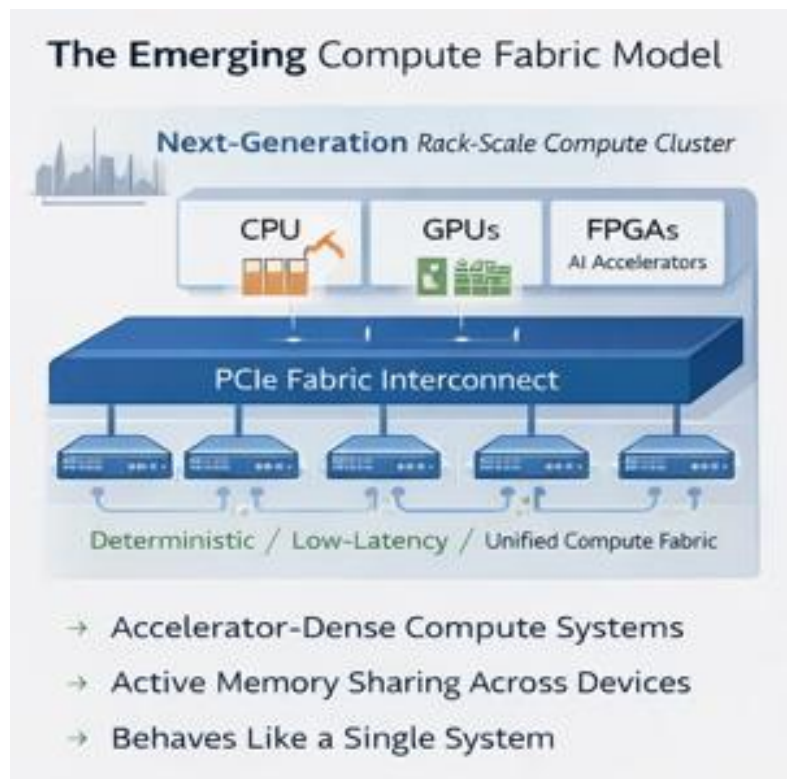 The Emerging Compute Fabric Model
Next-Generation Rack-Scale Compute Cluster
CPU
GPUs
FPGAs
AI Accelerators
PCIe Fabric Interconnect
Deterministic / Low-Latency / Unified Compute Fabric
→ Accelerator-Dense Compute Systems
→ Active Memory Sharing Across Devices
→ Behaves Like a Single System